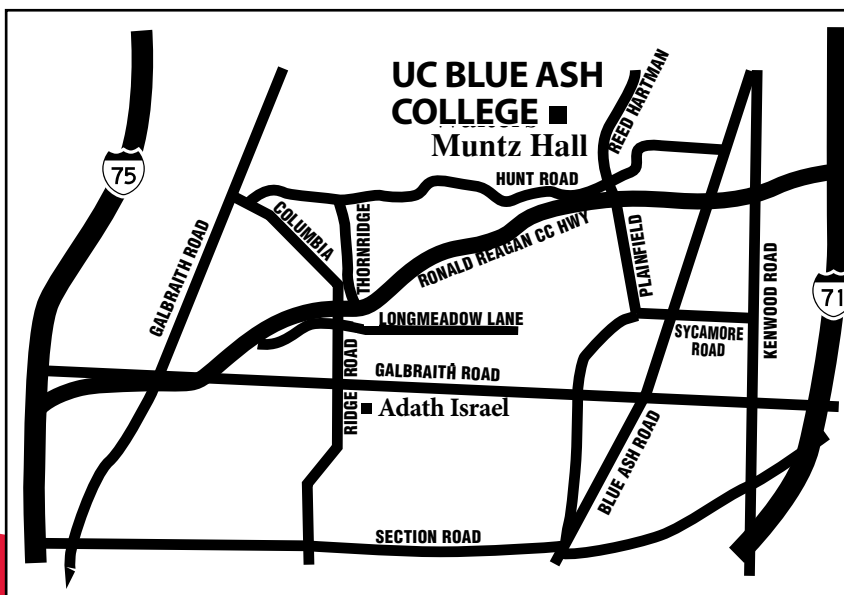 UC BLUE ASH
COLLEGE
Muntz Hall
REED HARTMAN
75
HUNT ROAD
COLUMBIA
THORNRIDGE
GALBRAITH ROAD
RONALD REAGAN CC HWY
PLAINFIELD
KENWOOD ROAD
71
LONGMEADOW LANE
SYCAMORE
ROAD
GALBRAITH ROAD
RIDGE ROAD
Adath Israel
BLUE ASH ROAD
SECTION ROAD